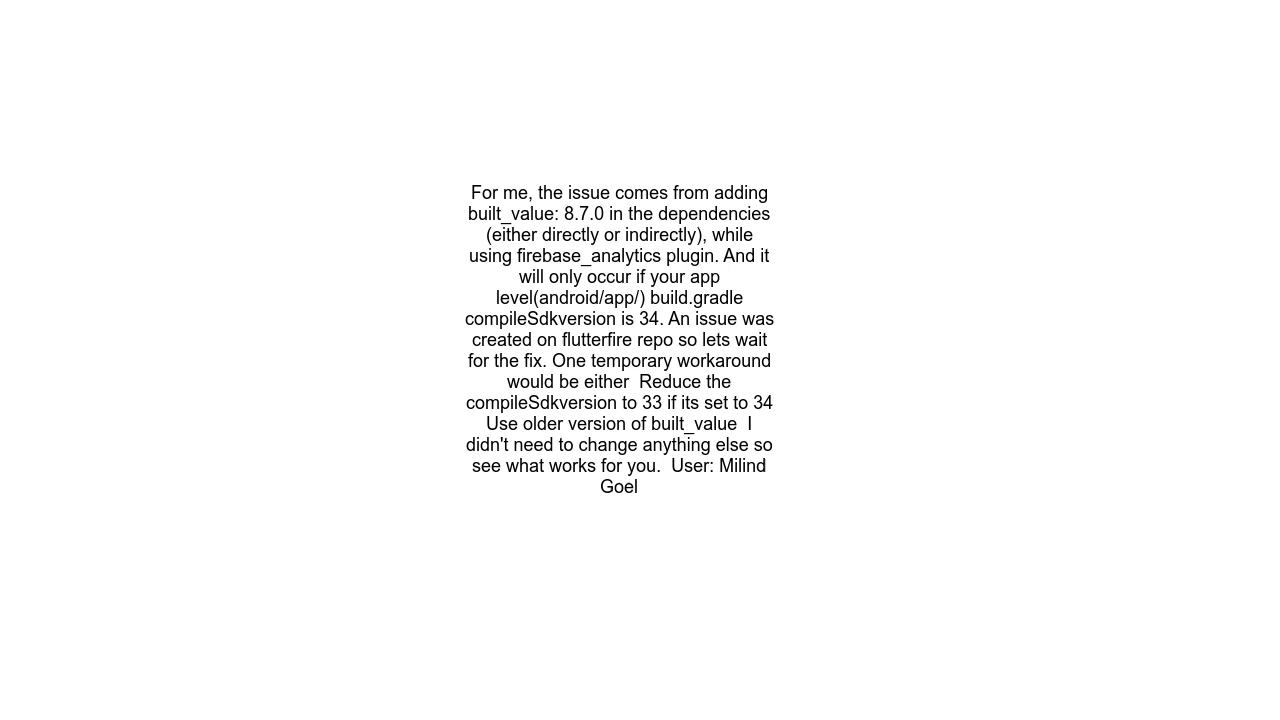 For me, the issue comes from adding
built_value: 8.7.0 in the dependencies
(either directly or indirectly), while
using firebase_analytics plugin. And it
will only occur if your app
level(android/app/) build.gradle
compileSdkversion is 34. An issue was
created on flutterfire repo so lets wait
for the fix. One temporary workaround
would be either  Reduce the
compileSdkversion to 33 if its set to 34
Use older version of built_value  I
didn't need to change anything else so
see what works for you.  User: Milind
Goel